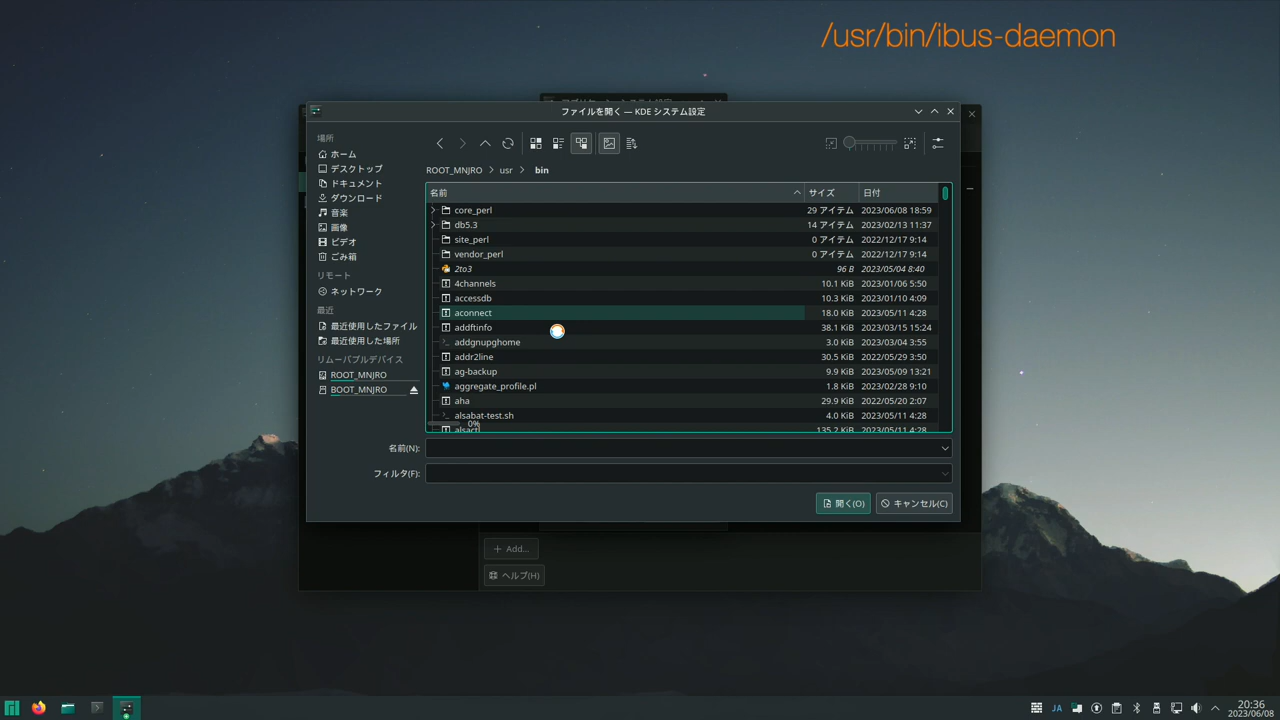 /usr/bin/ibus-daemon
ファイルを開く — KDE システム設定
場所
ホーム
デスクトップ
ドキュメント
ダウンロード
音楽
画像
ビデオ
ごみ箱
リモート
ネットワーク
最近
最近使用したファイル
最近使用した場所
リムーバブルデバイス
ROOT_MNJRO
BOOT_MNJRO
ROOT_MNJRO > usr > bin
名前 サイズ 日付
core_perl 29 アイテム 2023/06/08 18:59
db5.3 14 アイテム 2023/02/13 11:37
site_perl 0 アイテム 2022/12/17 9:14
vendor_perl 0 アイテム 2022/12/17 9:14
2to3 96 B 2023/05/04 8:40
4channels 10.1 KiB 2023/01/06 5:50
accessdb 10.3 KiB 2023/01/10 4:09
aconnect 18.0 KiB 2023/05/11 4:28
addftinfo 38.1 KiB 2023/03/15 15:24
addgnupghome 3.0 KiB 2023/03/04 3:55
addr2line 30.5 KiB 2022/05/29 3:50
ag-backup 9.9 KiB 2022/05/09 13:21
aggregate_profile.pl 1.8 KiB 2023/02/28 9:10
aha 29.9 KiB 2022/05/20 2:07
alsabat-test.sh 4.0 KiB 2023/05/11 4:28
alsactl 135.2 KiB 2023/05/11 4:28
0%
名前(N):
フィルタ(F):
開く(O)
キャンセル(C)
+ Add...
ヘルプ(H)
JA
20:36
2023/06/08